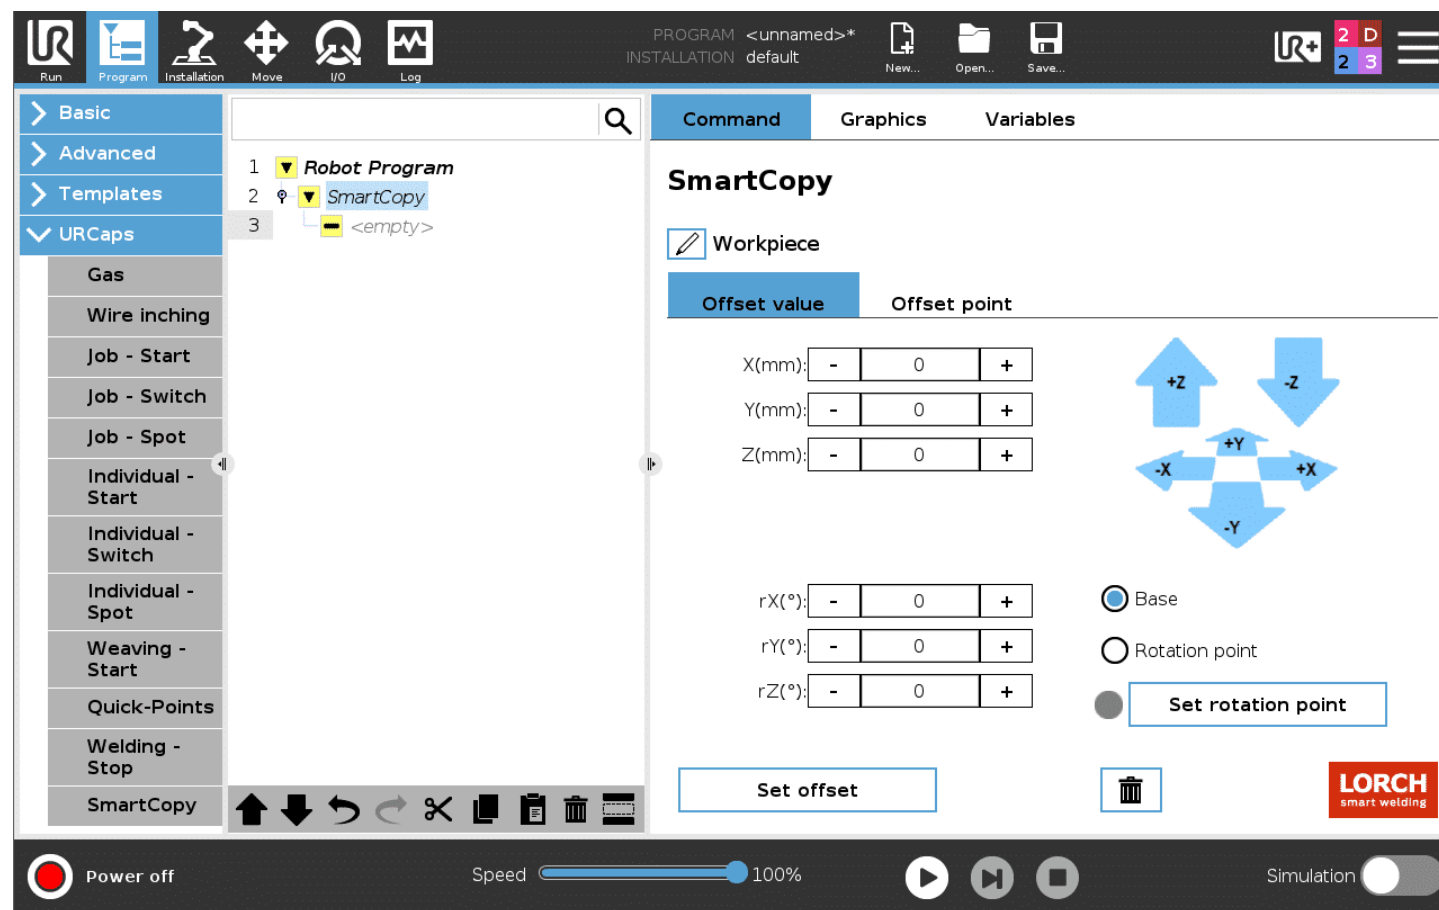 PROGRAM <unnamed>*
INSTALLATION default
Run
Program
Installation
Move
I/O
Log
New...
Open...
Save...
UR+
2 D
2 3
Basic
Advanced
Templates
URCaps
Gas
Wire inching
Job - Start
Job - Switch
Job - Spot
Individual -
Start
Individual -
Switch
Individual -
Spot
Weaving -
Start
Quick-Points
Welding -
Stop
SmartCopy
1 Robot Program
2 SmartCopy
3 <empty>
Command Graphics Variables
SmartCopy
Workpiece
Offset value Offset point
X(mm): - 0 +
Y(mm): - 0 +
Z(mm): - 0 +
+Z -Z
+Y
-X +X
-Y
rX(°): - 0 +
rY(°): - 0 +
rZ(°): - 0 +
Base
Rotation point
Set rotation point
Set offset
LORCH
smart welding
Power off
Speed 100%
Simulation